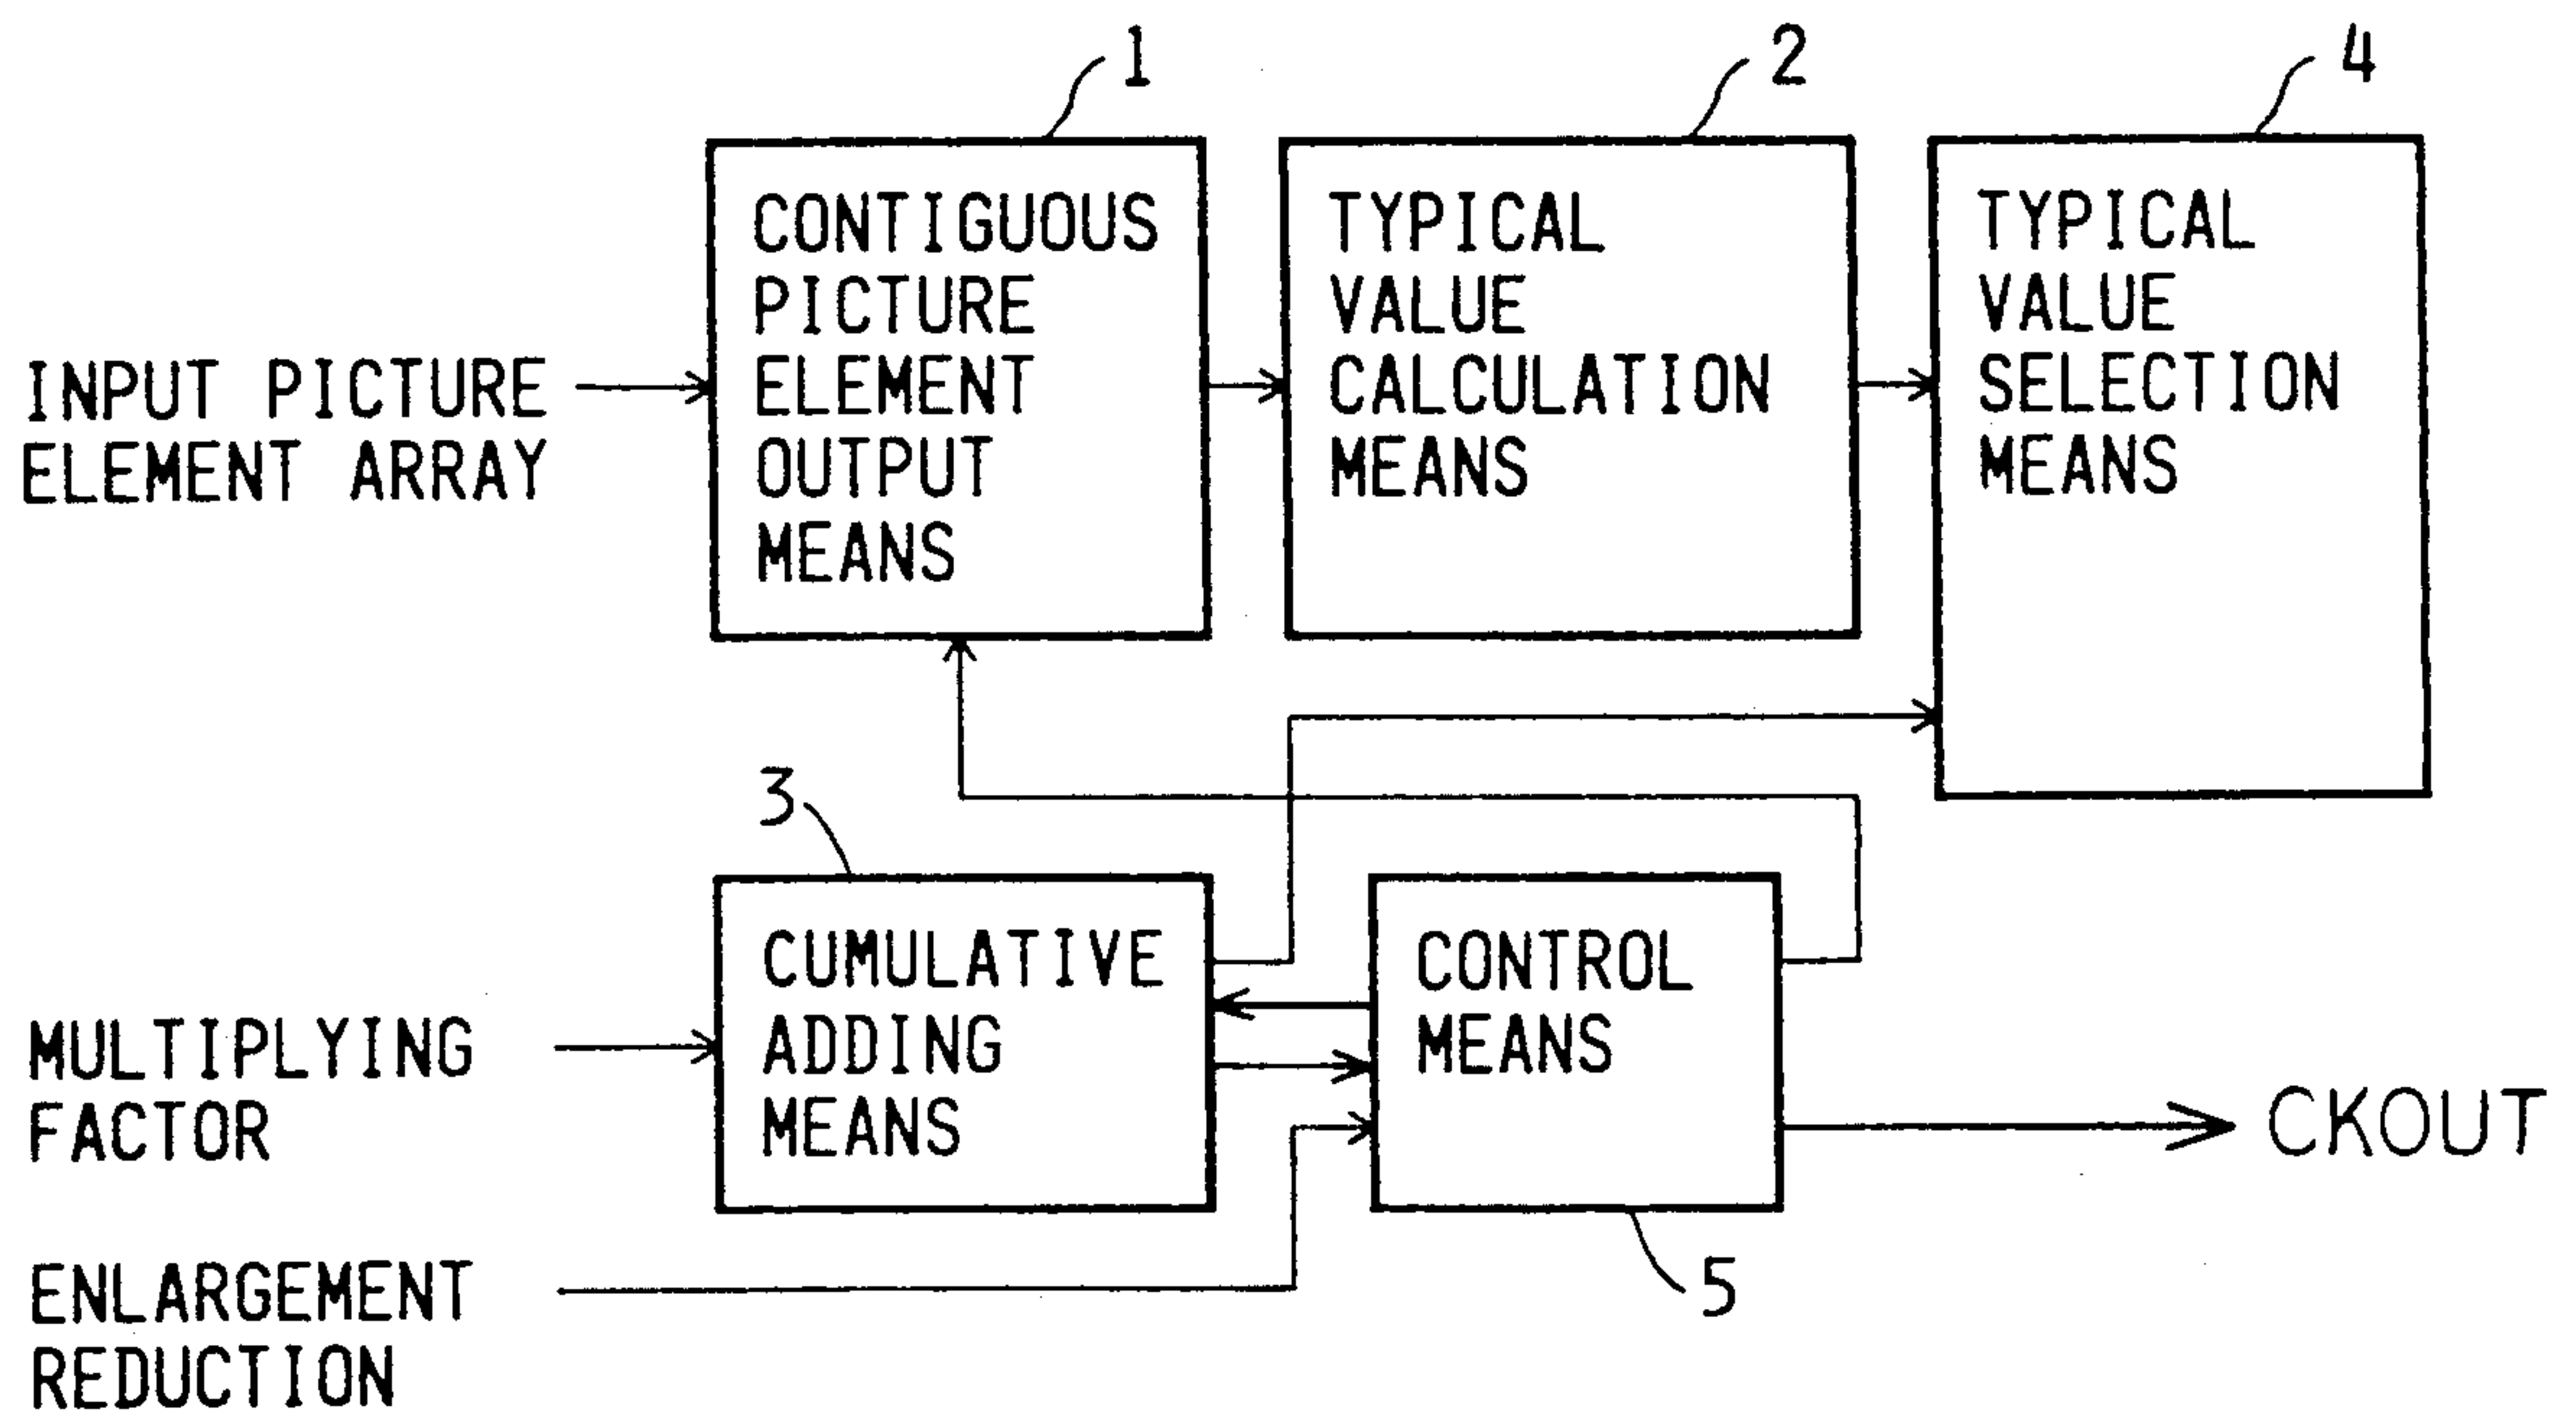 1
2
4
CONTIGUOUS
PICTURE
ELEMENT
OUTPUT
MEANS
TYPICAL
VALUE
CALCULATION
MEANS
TYPICAL
VALUE
SELECTION
MEANS
INPUT PICTURE
ELEMENT ARRAY
3
CUMULATIVE
ADDING
MEANS
CONTROL
MEANS
MULTIPLYING
FACTOR
CKOUT
5
ENLARGEMENT
REDUCTION